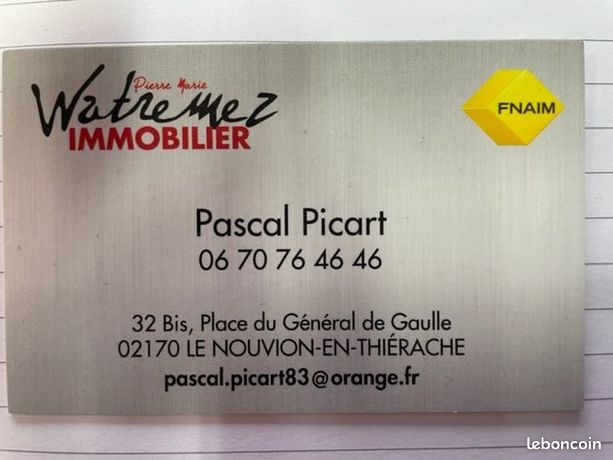 Pierre Marie
Watremez
IMMOBILIER
FNAIM
Pascal Picart
06 70 76 46 46
32 Bis, Place du Général de Gaulle
02170 LE NOUVION-EN-THIÉRACHE
pascal.picart83@orange.fr
leboncoin